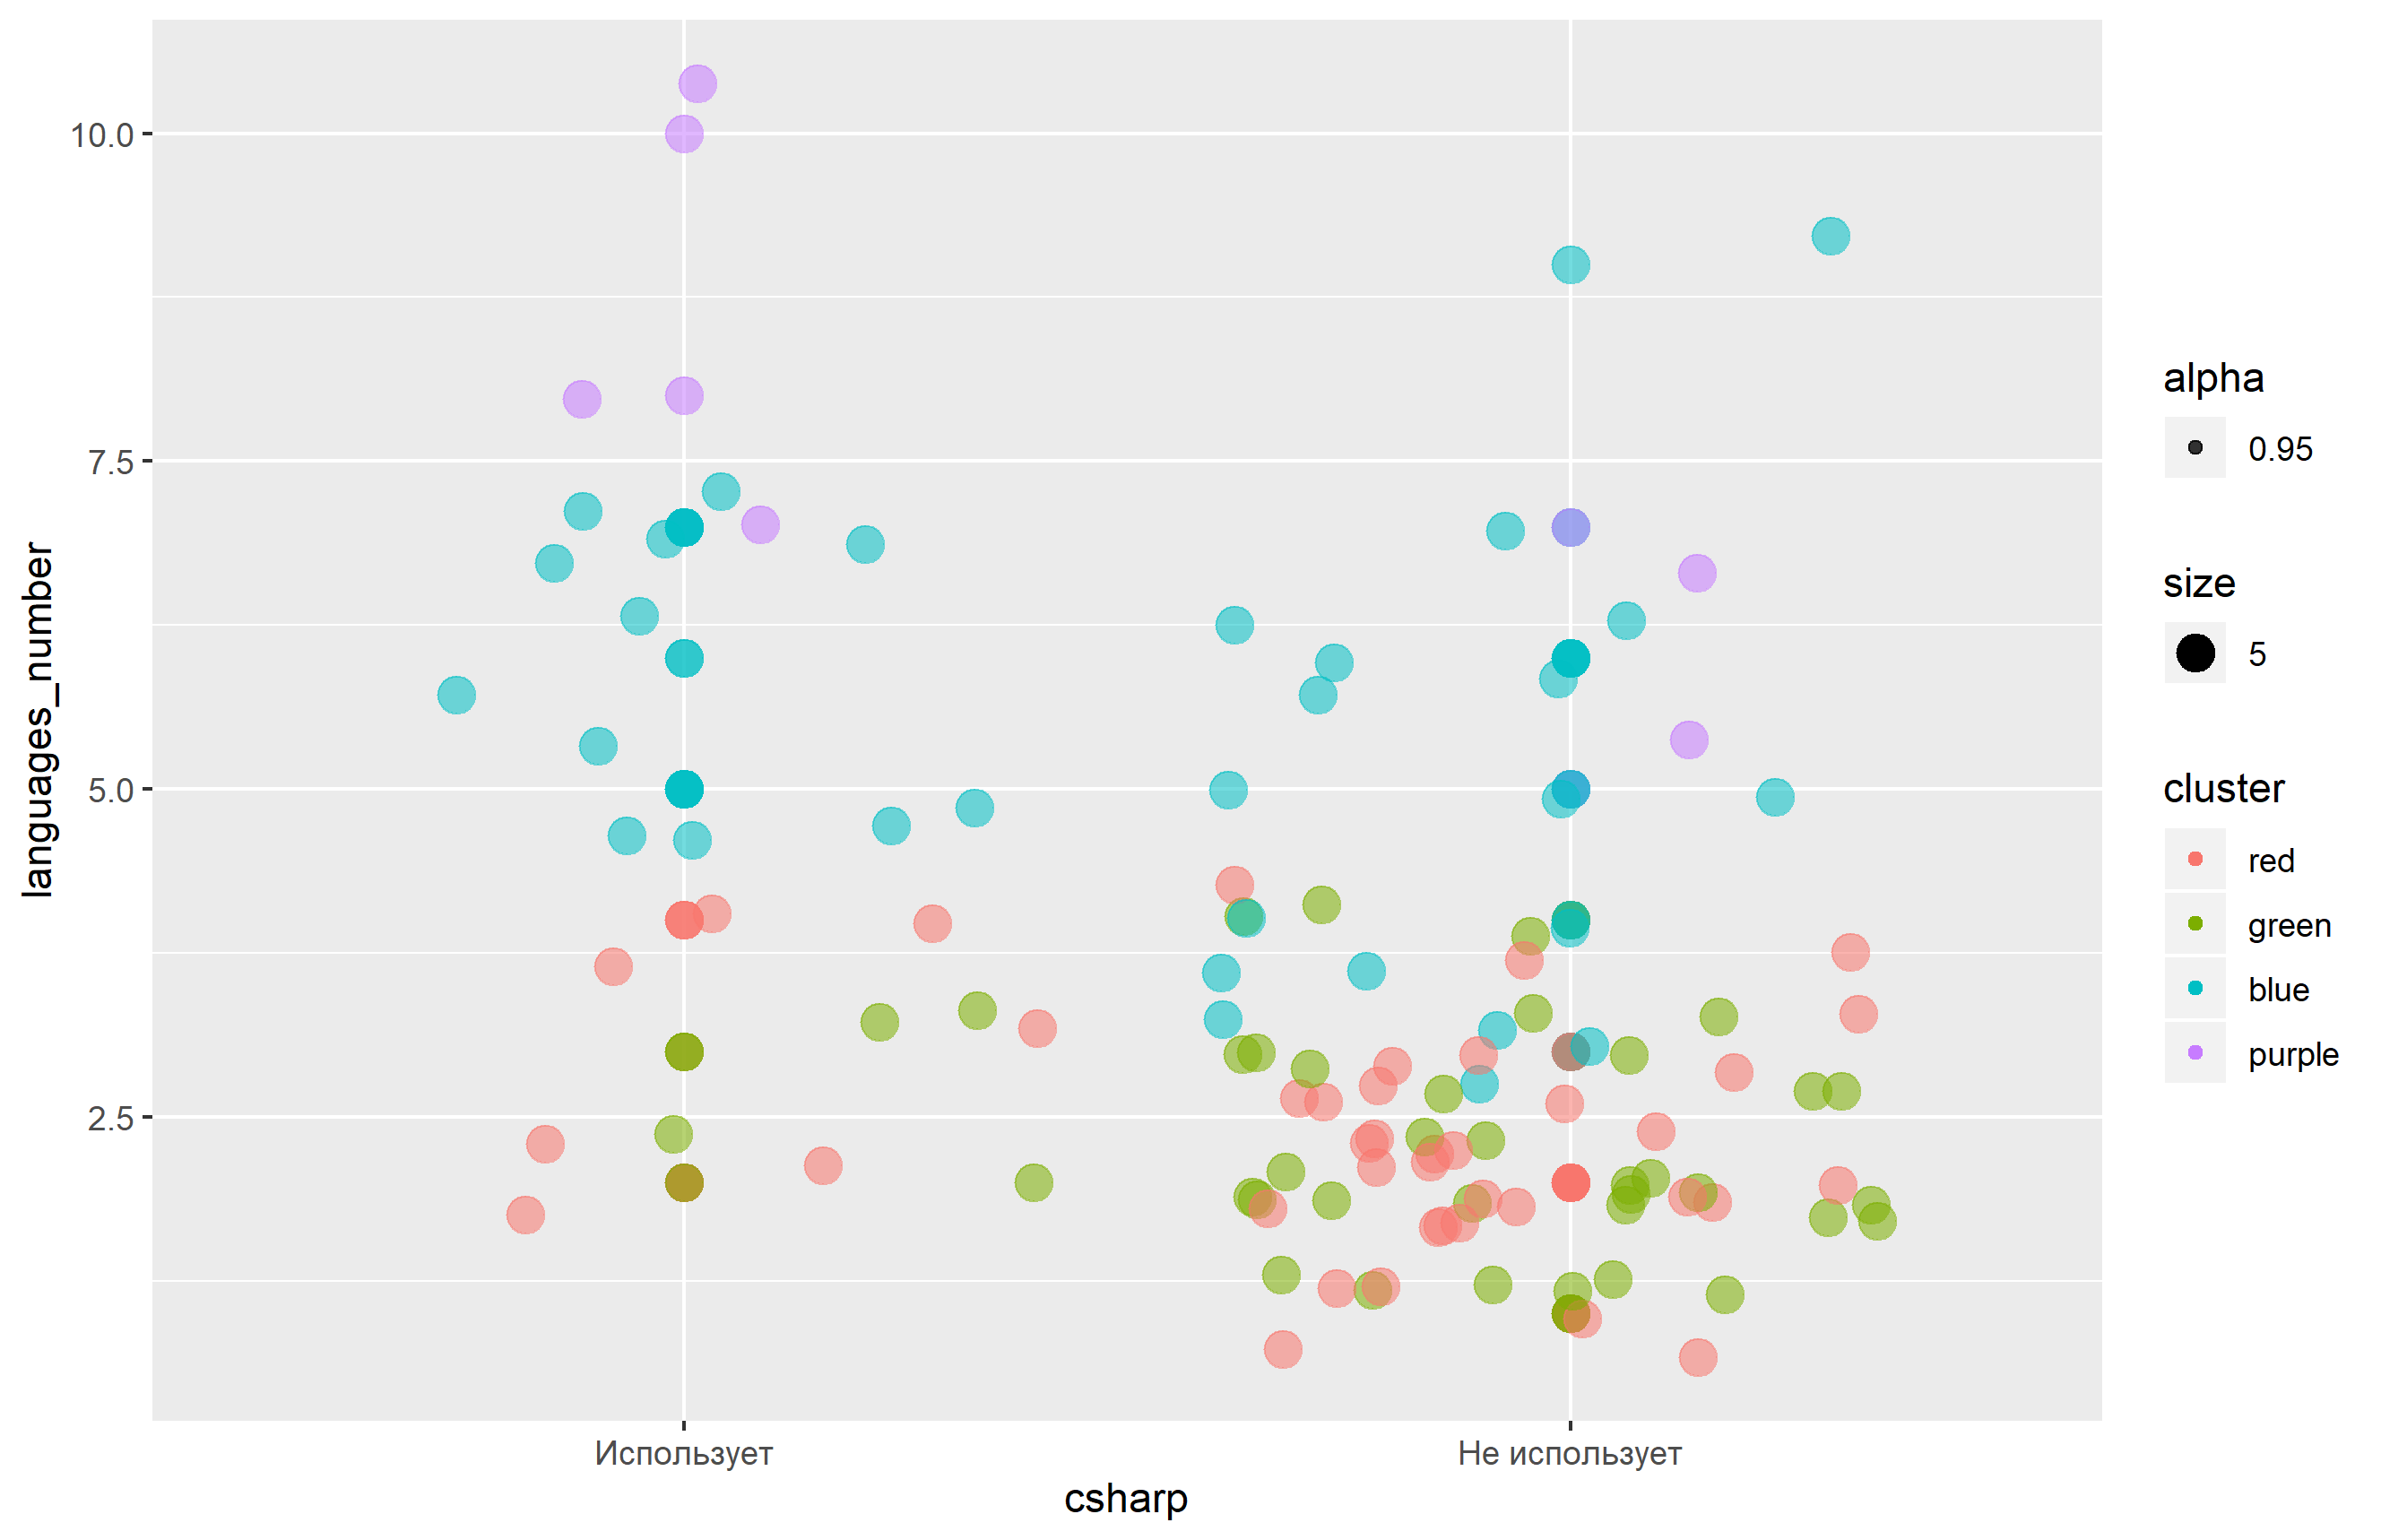 10.0
7.5
5.0
2.5
languages_number
Использует
Не использует
csharp
alpha
0.95
size
5
cluster
red
green
blue
purple